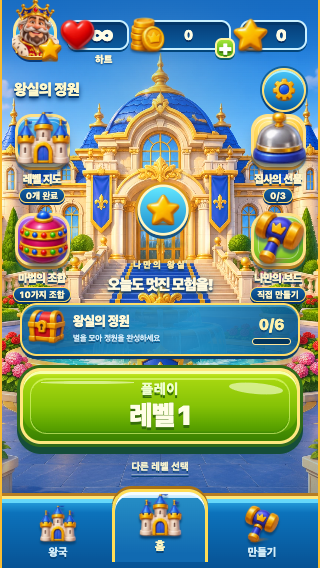 ∞
0
0
하트
왕실의 정원
레벨 지도
0개 완료
집사의 선물
0/3
마법의 조합
10가지 조합
나만의 보드
직접 만들기
나만의 왕실
오늘도 멋진 모험을!
왕실의 정원
별을 모아 정원을 완성하세요
0/6
플레이
레벨 1
다른 레벨 선택
왕국
홈
만들기